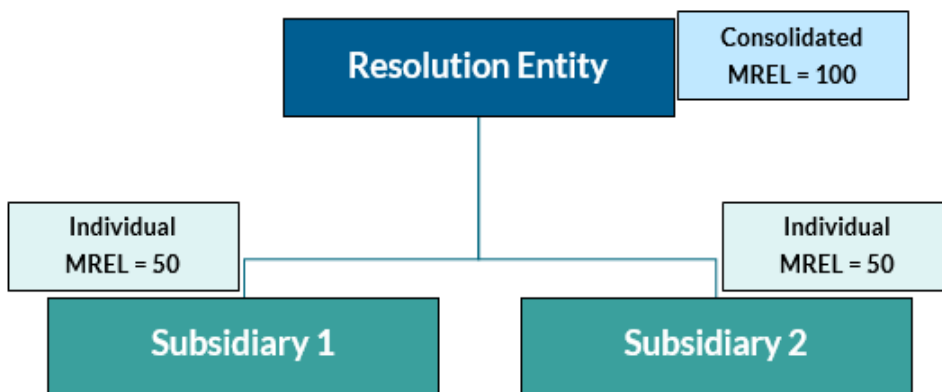 Resolution Entity
Consolidated
MREL = 100
Individual
MREL = 50
Individual
MREL = 50
Subsidiary 1
Subsidiary 2